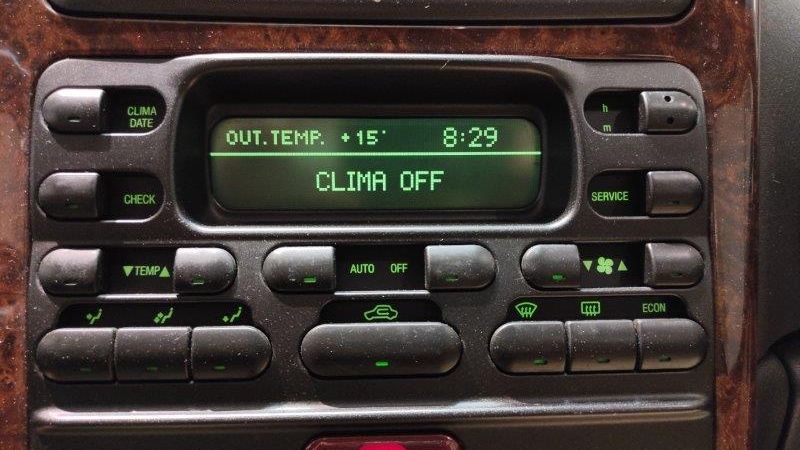 CLIMA
DATE
h
m
OUT.TEMP. +15° 8:29
CLIMA OFF
CHECK
SERVICE
▼TEMP▲
AUTO OFF
▼ ▲
ECON